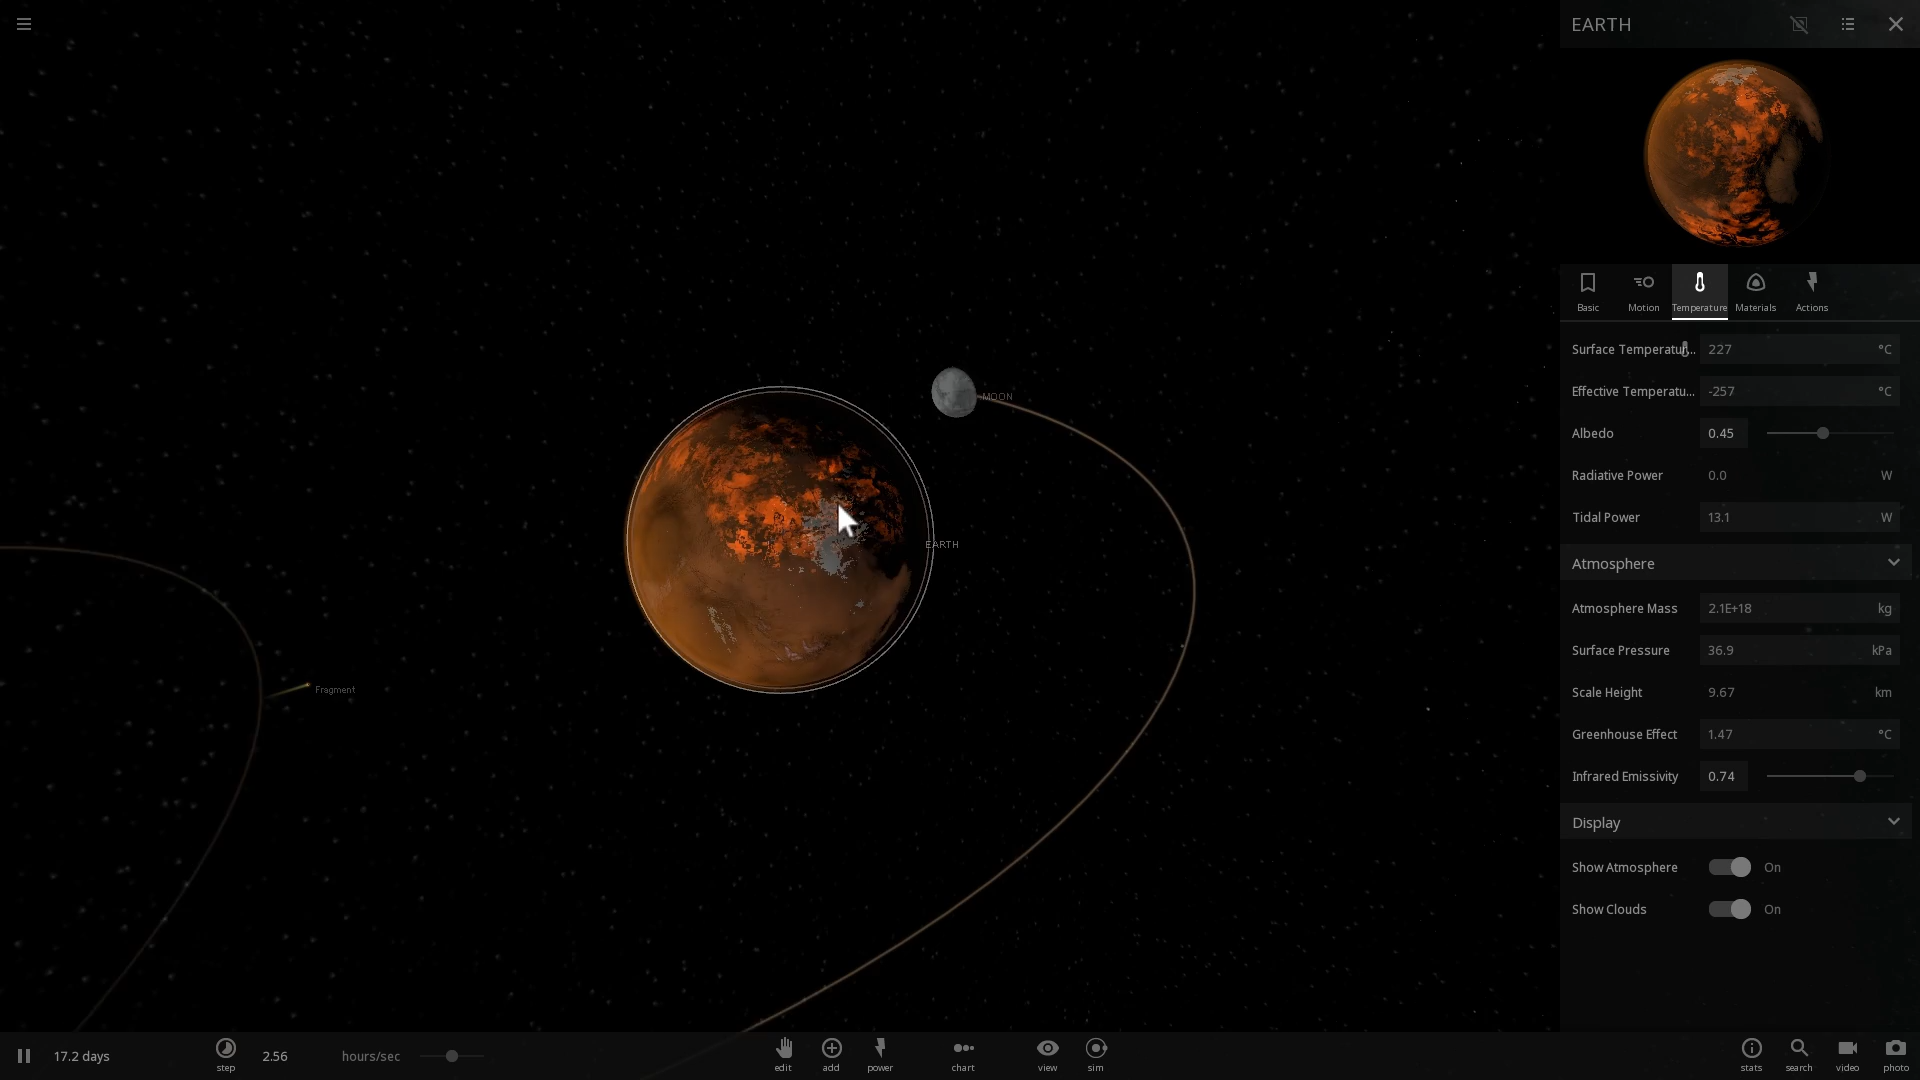 EARTH
Basic
Motion
Temperature
Materials
Actions
Surface Temperatur... 227 °C
Effective Temperatu... -257 °C
Albedo 0.45
Radiative Power 0.0 W
Tidal Power 13.1 W
Atmosphere
Atmosphere Mass 2.1E+18 kg
Surface Pressure 36.9 kPa
Scale Height 9.67 km
Greenhouse Effect 1.47 °C
Infrared Emissivity 0.74
Display
Show Atmosphere On
Show Clouds On
MOON
EARTH
Fragment
17.2 days
step
2.56 hours/sec
edit
add
power
chart
view
sim
stats
search
video
photo